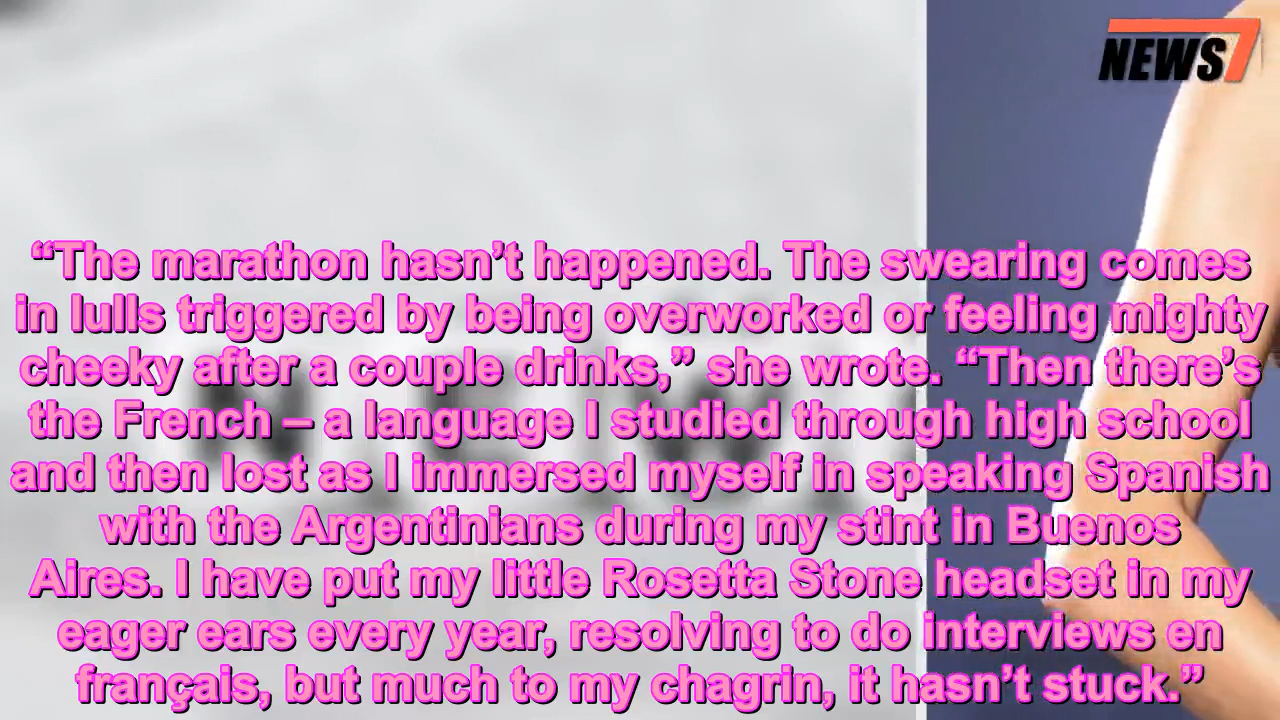 NEWS7
“The marathon hasn’t happened. The swearing comes
in lulls triggered by being overworked or feeling mighty
cheeky after a couple drinks,” she wrote. “Then there’s
the French – a language I studied through high school
and then lost as I immersed myself in speaking Spanish
with the Argentinians during my stint in Buenos
Aires. I have put my little Rosetta Stone headset in my
eager ears every year, resolving to do interviews en
français, but much to my chagrin, it hasn’t stuck.”